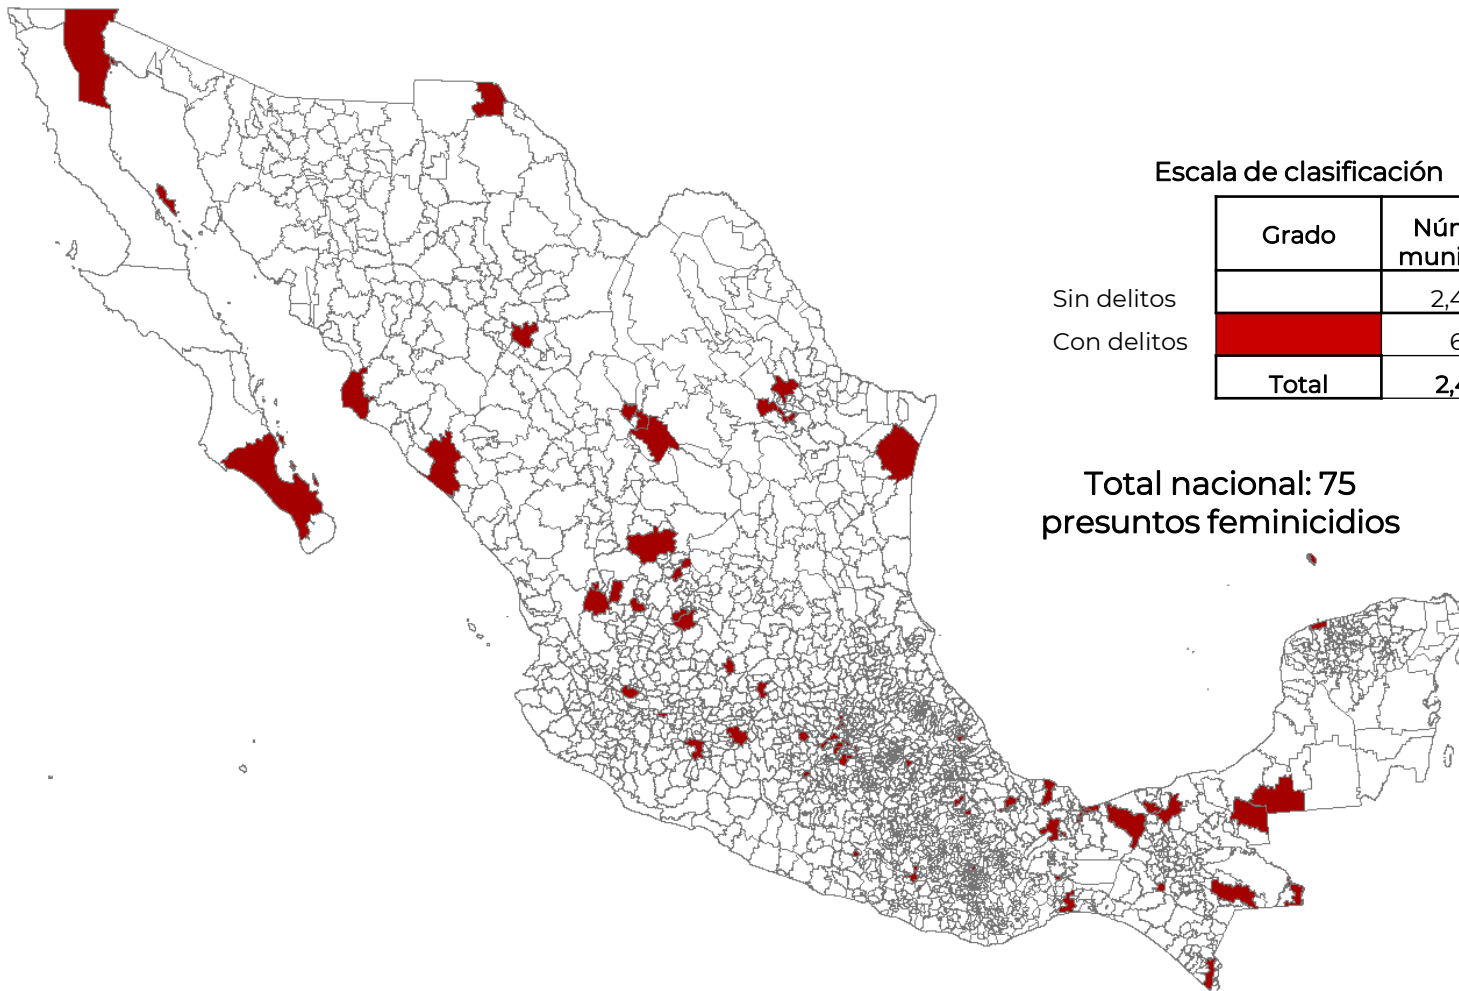 Escala de clasificación
Grado
Sin delitos
Con delitos
Total
Total nacional: 75
presuntos feminicidios